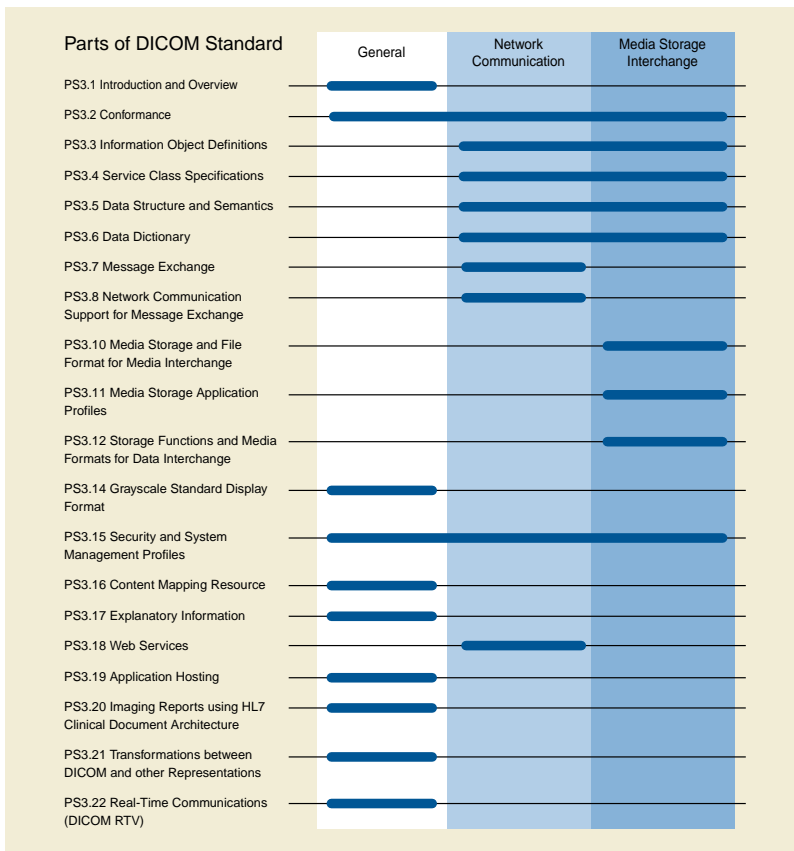 Parts of DICOM Standard
General
Network
Communication
Media Storage
Interchange
PS3.1 Introduction and Overview
PS3.2 Conformance
PS3.3 Information Object Definitions
PS3.4 Service Class Specifications
PS3.5 Data Structure and Semantics
PS3.6 Data Dictionary
PS3.7 Message Exchange
PS3.8 Network Communication
Support for Message Exchange
PS3.10 Media Storage and File
Format for Media Interchange
PS3.11 Media Storage Application
Profiles
PS3.12 Storage Functions and Media
Formats for Data Interchange
PS3.14 Grayscale Standard Display
Format
PS3.15 Security and System
Management Profiles
PS3.16 Content Mapping Resource
PS3.17 Explanatory Information
PS3.18 Web Services
PS3.19 Application Hosting
PS3.20 Imaging Reports using HL7
Clinical Document Architecture
PS3.21 Transformations between
DICOM and other Representations
PS3.22 Real-Time Communications
(DICOM RTV)